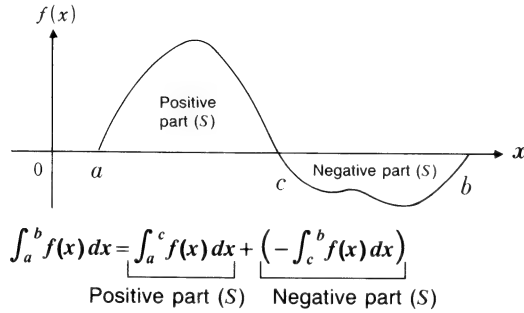 f(x)
Positive
part (S)
0 a c Negative part (S) b x
∫_a^b f(x) dx = ∫_a^c f(x) dx + (−∫_c^b f(x) dx)
Positive part (S) Negative part (S)